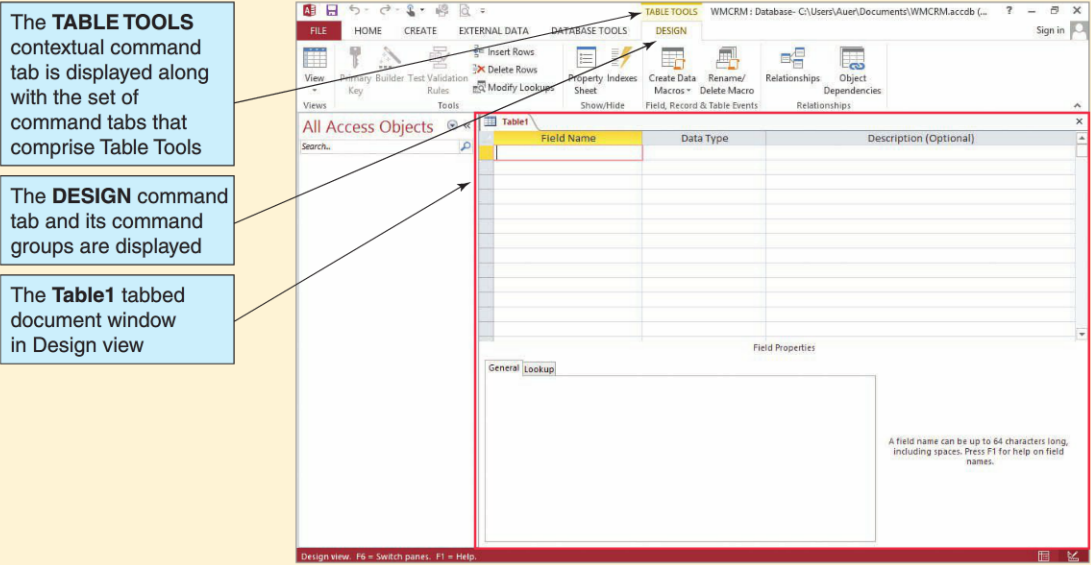 The TABLE TOOLS
contextual command
tab is displayed along
with the set of
command tabs that
comprise Table Tools
The DESIGN command
tab and its command
groups are displayed
The Table1 tabbed
document window
in Design view
TABLE TOOLS WMCRM : Database- C:\Users\Auer\Documents\WMCRM.accdb (... ?
FILE HOME CREATE EXTERNAL DATA DATABASE TOOLS DESIGN Sign in
View Primary Key Builder Test Validation Rules
Insert Rows
Delete Rows
Modify Lookups
Property Sheet Indexes Create Data Macros Rename/ Delete Macro Relationships Object Dependencies
Views Tools Show/Hide Field, Record & Table Events Relationships
All Access Objects
Search..
Table1
Field Name Data Type Description (Optional)
Field Properties
General Lookup
A field name can be up to 64 characters long,
including spaces. Press F1 for help on field
names.
Design view. F6 = Switch panes. F1 = Help.